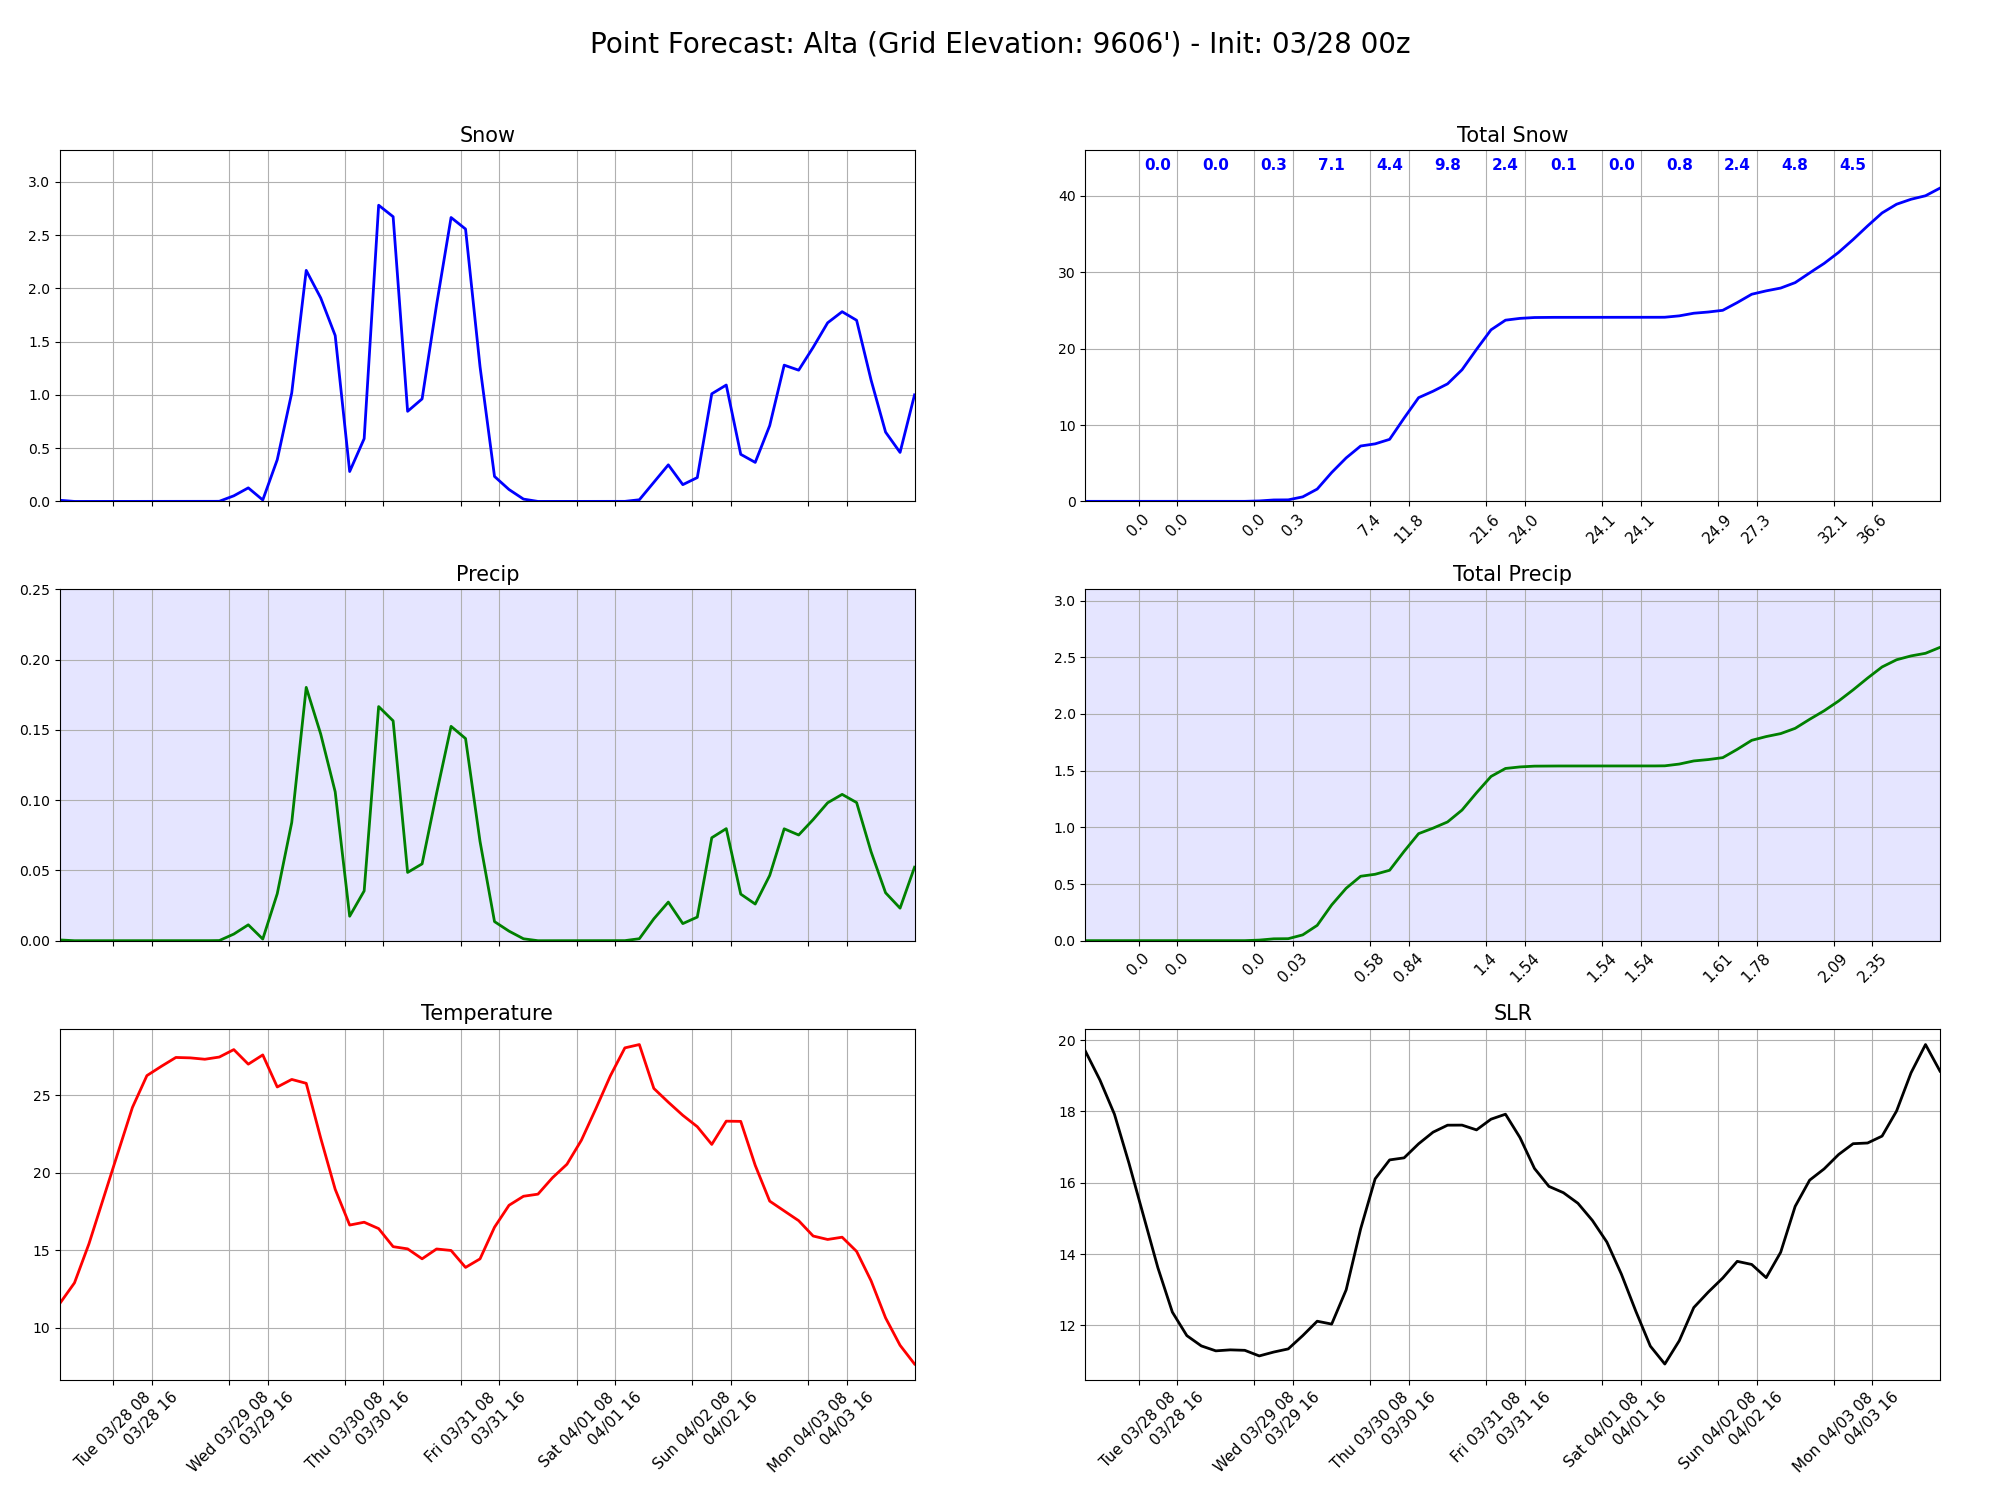 Point Forecast: Alta (Grid Elevation: 9606') - Init: 03/28 00z
Snow
3.0
2.5
2.0
1.5
1.0
0.5
0.0
Total Snow
0.0 0.0 0.3 7.1 4.4 9.8 2.4 0.1 0.0 0.8 2.4 4.8 4.5
40
30
20
10
0
0.0 0.0 0.0 0.3 7.4 11.8 21.6 24.0 24.1 24.1 24.9 27.3 32.1 36.6
Precip
0.25
0.20
0.15
0.10
0.05
0.00
Total Precip
3.0
2.5
2.0
1.5
1.0
0.5
0.0
0.0 0.0 0.0 0.03 0.58 0.84 1.4 1.54 1.54 1.54 1.61 1.78 2.09 2.35
Temperature
25
20
15
10
Tue 03/28 08
03/28 16
Wed 03/29 08
03/29 16
Thu 03/30 08
03/30 16
Fri 03/31 08
03/31 16
Sat 04/01 08
04/01 16
Sun 04/02 08
04/02 16
Mon 04/03 08
04/03 16
SLR
20
18
16
14
12
Tue 03/28 08
03/28 16
Wed 03/29 08
03/29 16
Thu 03/30 08
03/30 16
Fri 03/31 08
03/31 16
Sat 04/01 08
04/01 16
Sun 04/02 08
04/02 16
Mon 04/03 08
04/03 16